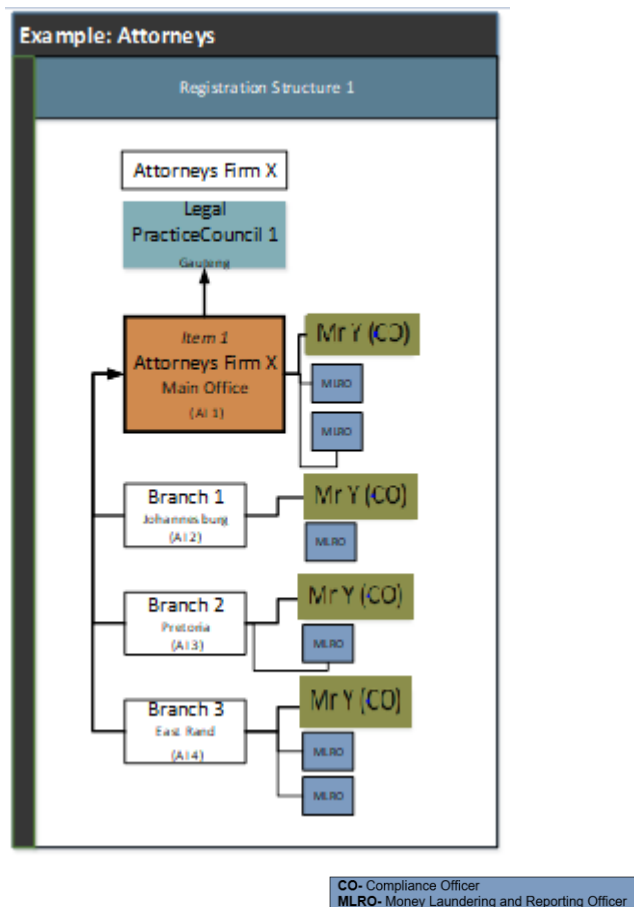 Example: Attorneys
Registration Structure 1
Attorneys Firm X
Legal
PracticeCouncil 1
Gauteng
Item 1
Attorneys Firm X
Main Office
(AI 1)
Mr Y (CO)
MLRO
MLRO
Branch 1
Johannesburg
(AI 2)
Mr Y (CO)
MLRO
Branch 2
Pretoria
(AI 3)
Mr Y (CO)
MLRO
Branch 3
East Rand
(AI 4)
Mr Y (CO)
MLRO
MLRO
CO- Compliance Officer
MLRO- Money Laundering and Reporting Officer